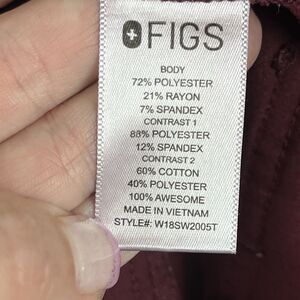 FIGS
BODY
72% POLYESTER
21% RAYON
7% SPANDEX
CONTRAST 1
88% POLYESTER
12% SPANDEX
CONTRAST 2
60% COTTON
40% POLYESTER
100% AWESOME
MADE IN VIETNAM
STYLE#: W18SW2005T